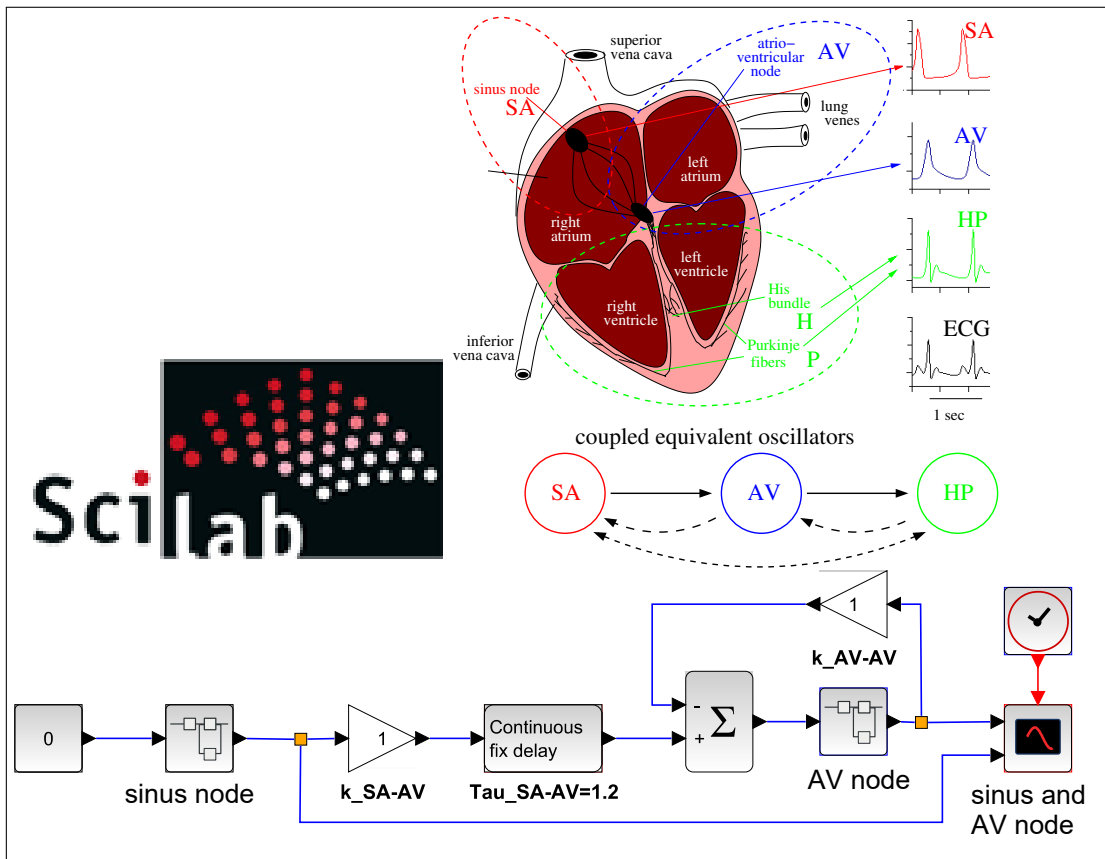 superior
vena cava
atrio-
ventricular
node
AV
sinus node
SA
lung
venes
left
atrium
right
atrium
left
ventricle
right
ventricle
His
bundle
H
Purkinje
fibers
P
inferior
vena cava
SA
AV
HP
ECG
1 sec
Scilab
coupled equivalent oscillators
SA
AV
HP
1
k_AV-AV
0
sinus node
1
k_SA-AV
Continuous
fix delay
Tau_SA-AV=1.2
-
+
Σ
AV node
sinus and
AV node